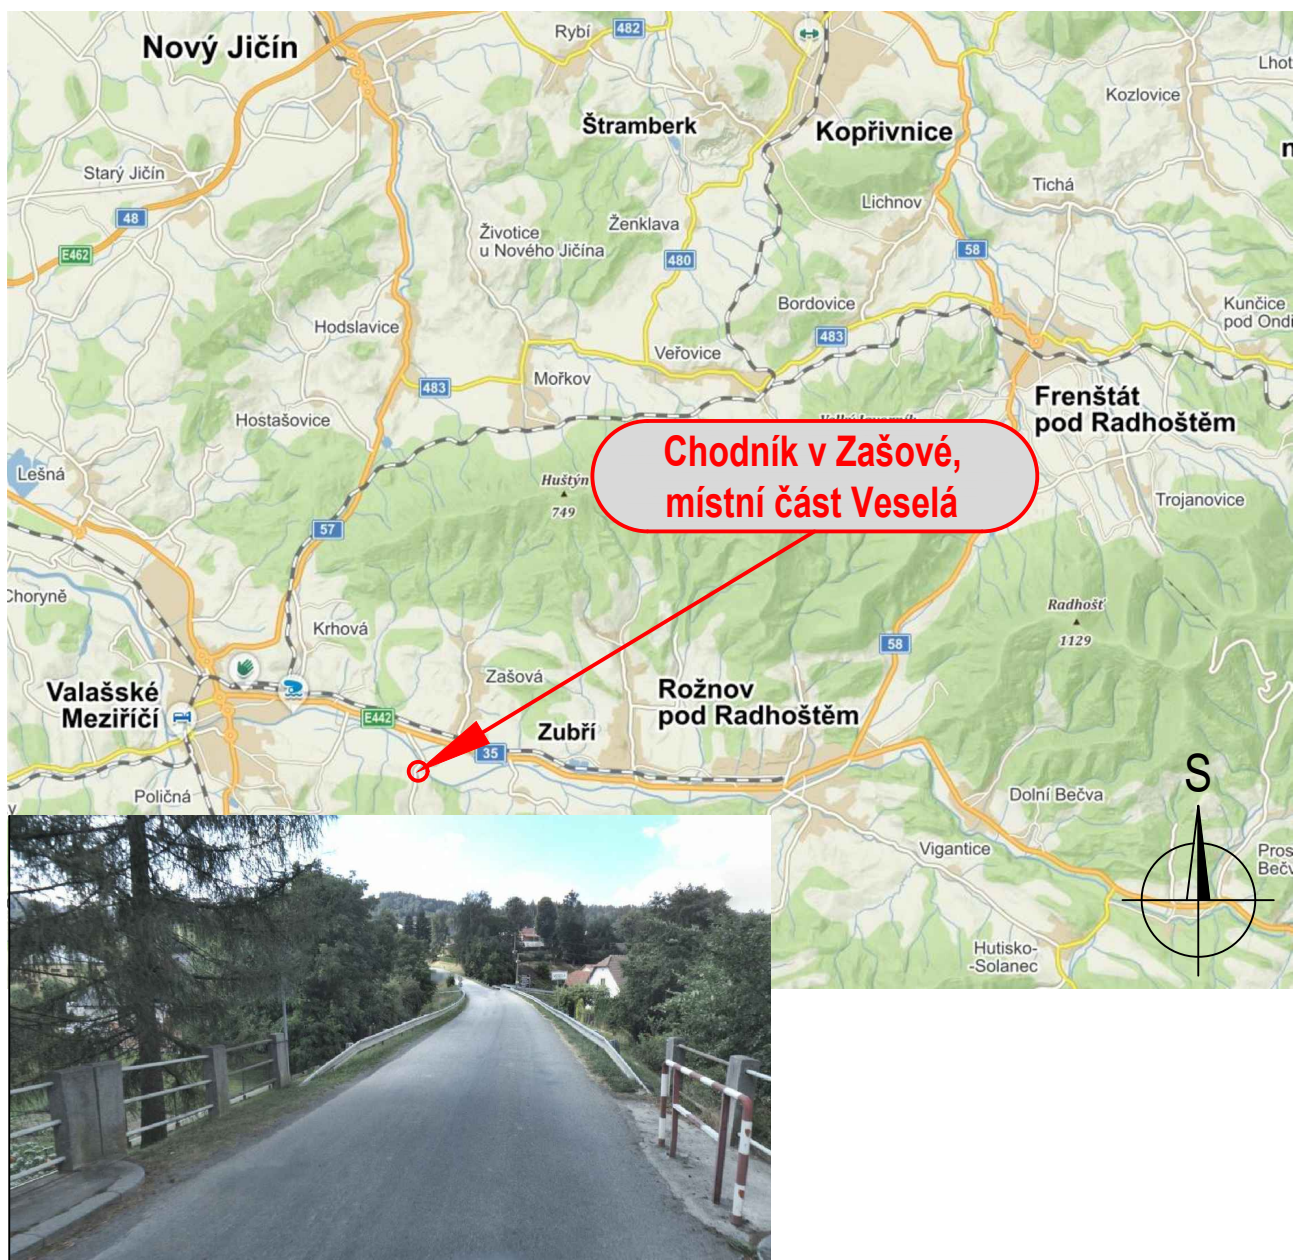 Nový Jičín
Rybí
482
Lhot
Kozlovice
Štramberk
Kopřivnice
n
Starý Jičín
Tichá
Lichnov
48
Ženklava
Životice
u Nového Jičína
E462
480
58
Bordovice
Kunčice
pod Ondř
Hodslavice
483
Veřovice
Mořkov
483
Frenštát
pod Radhoštěm
Hostašovice
Chodník v Zašové,
místní část Veselá
Lešná
Huštýn
749
Trojanovice
57
Choryně
Radhošť
1129
Krhová
58
Zašová
Valašské
Meziříčí
Rožnov
pod Radhoštěm
E442
Zubří
35
S
Poličná
Dolní Bečva
Vigantice
Pros
Bečv
Hutisko-
-Solanec